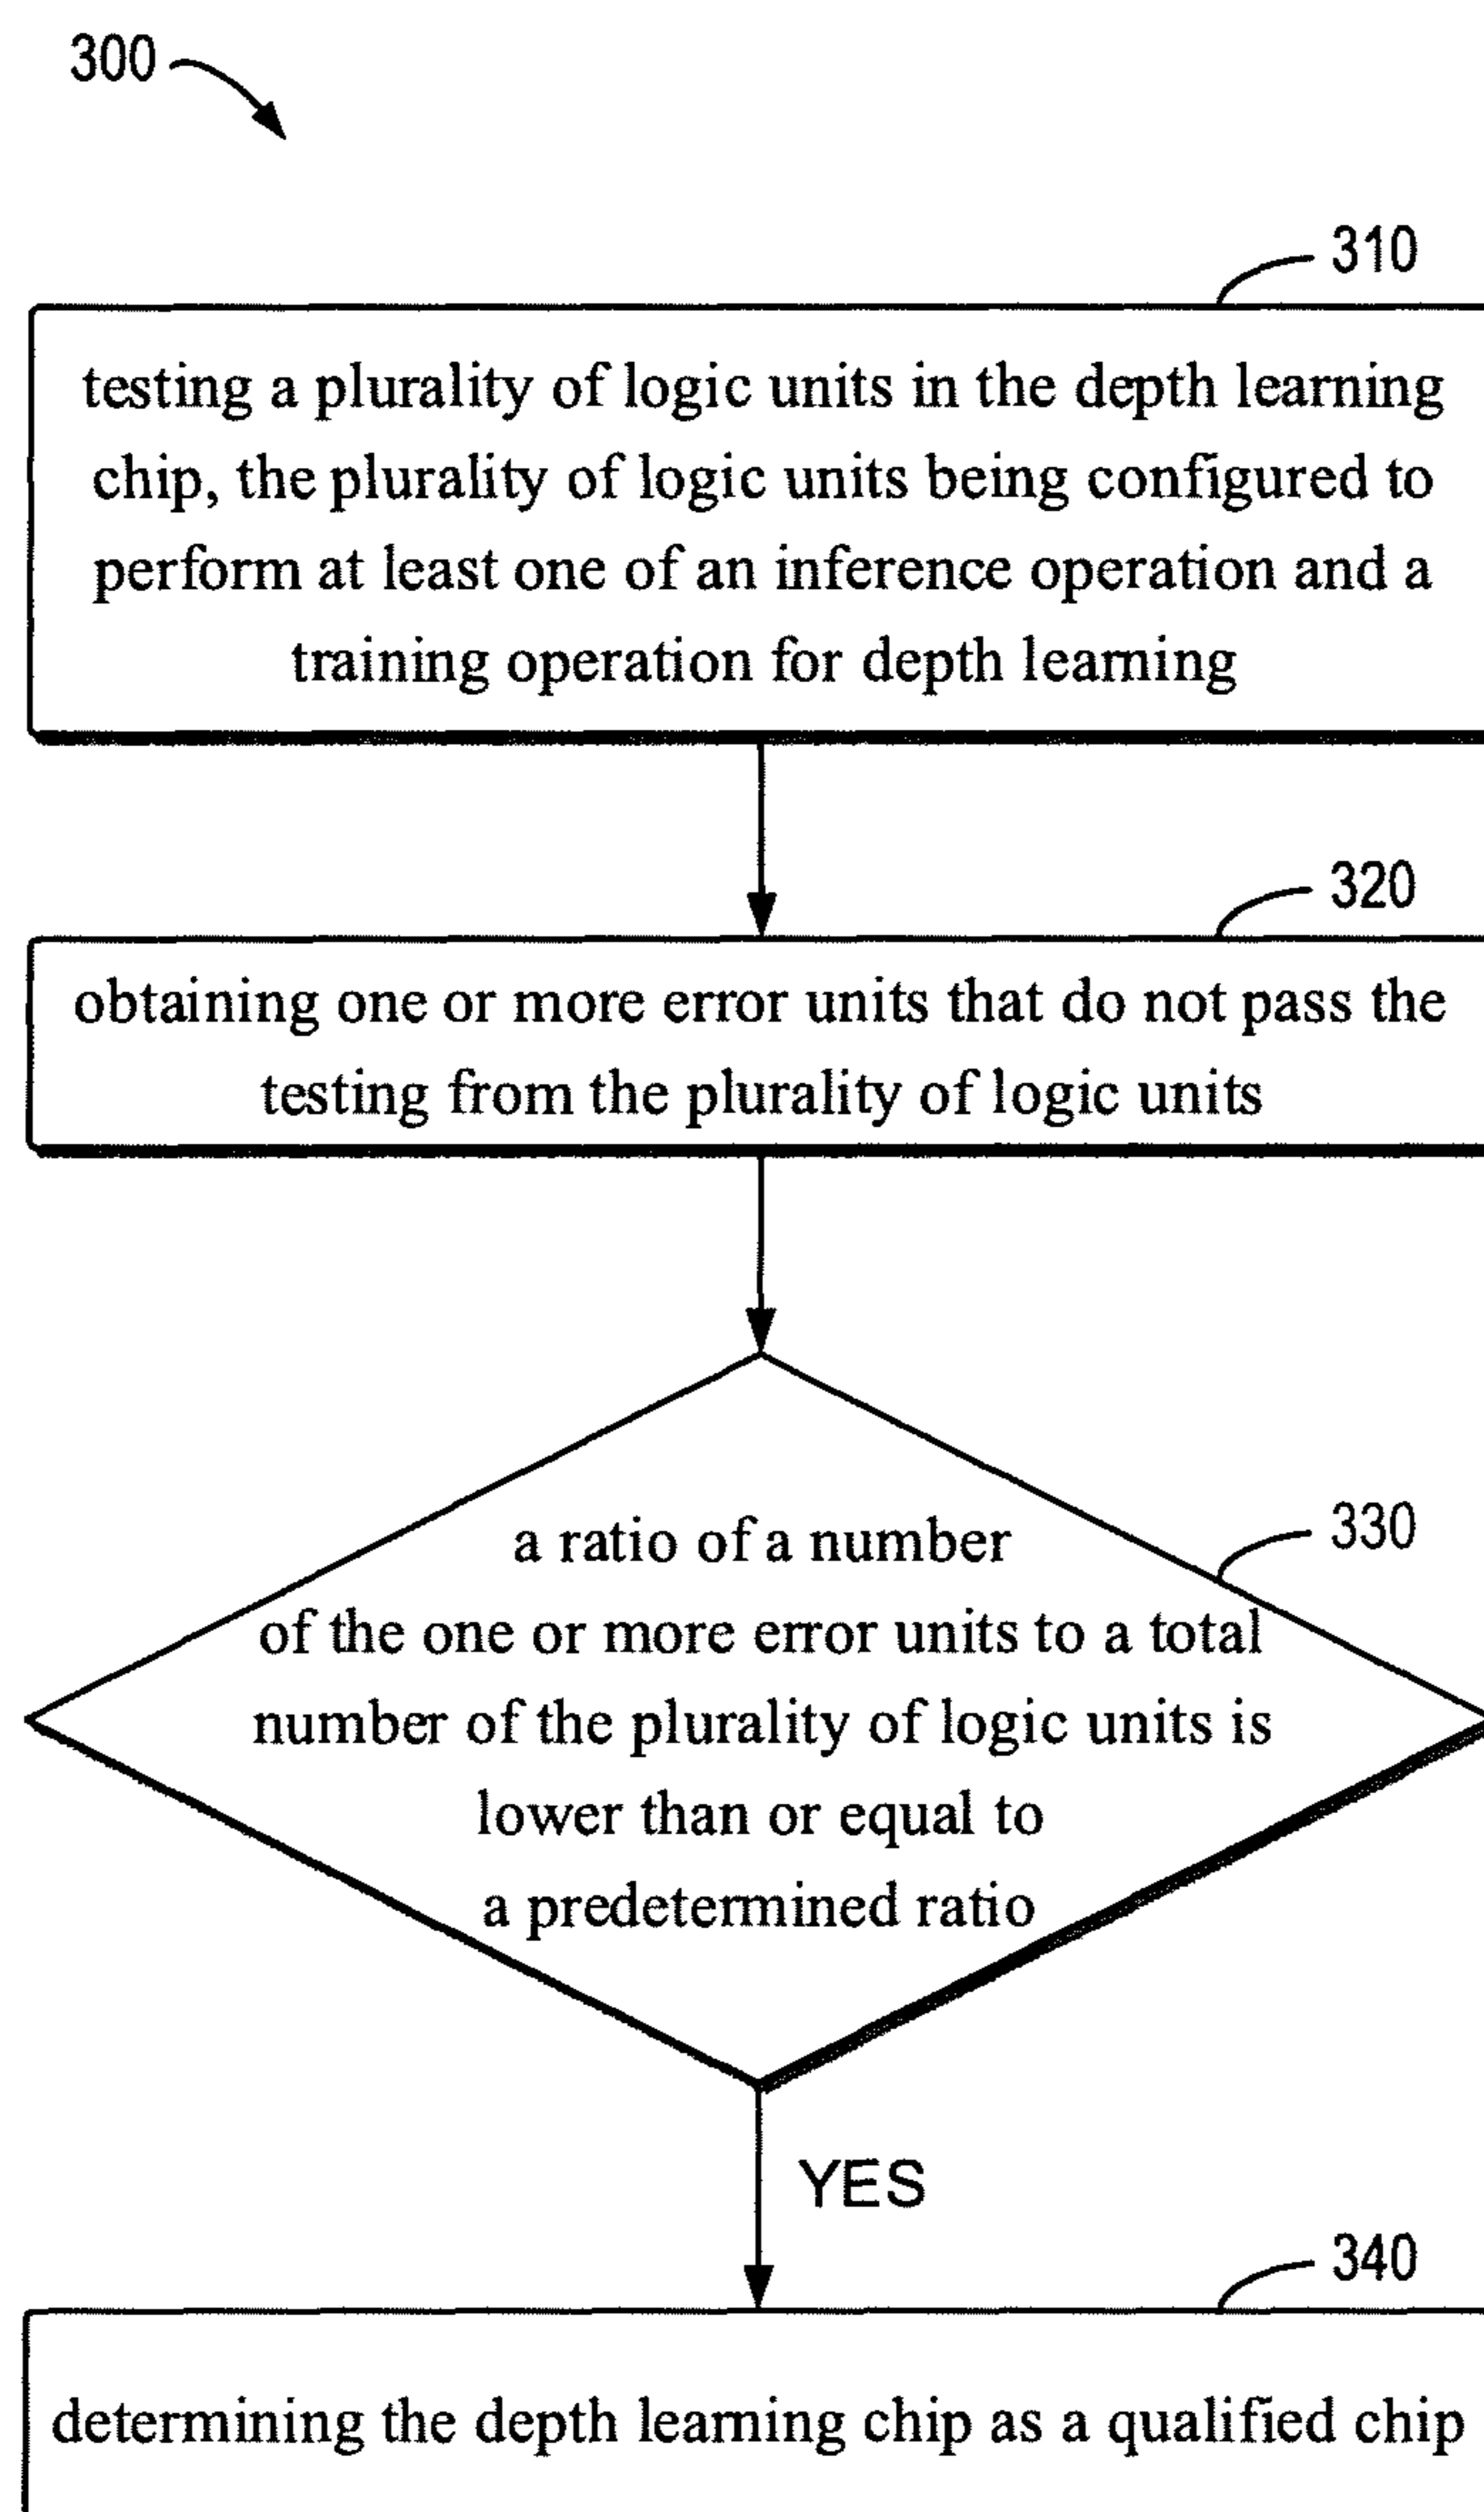 300
310
testing a plurality of logic units in the depth learning
chip, the plurality of logic units being configured to
perform at least one of an inference operation and a
training operation for depth learning
320
obtaining one or more error units that do not pass the
testing from the plurality of logic units
330
a ratio of a number
of the one or more error units to a total
number of the plurality of logic units is
lower than or equal to
a predetermined ratio
YES
340
determining the depth learning chip as a qualified chip